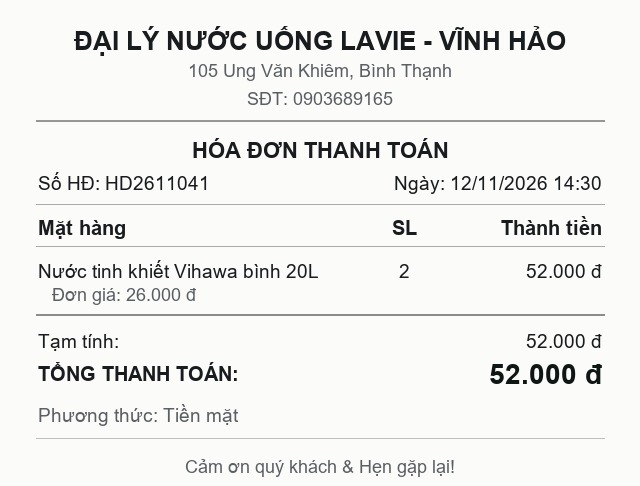 ĐẠI LÝ NƯỚC UỐNG LAVIE - VĨNH HẢO
105 Ung Văn Khiêm, Bình Thạnh
SĐT: 0903689165
HÓA ĐƠN THANH TOÁN
Số HĐ: HD2611041 Ngày: 12/11/2026 14:30
Mặt hàng SL Thành tiền
Nước tinh khiết Vihawa bình 20L 2 52.000 đ
Đơn giá: 26.000 đ
Tạm tính: 52.000 đ
TỔNG THANH TOÁN: 52.000 đ
Phương thức: Tiền mặt
Cảm ơn quý khách & Hẹn gặp lại!